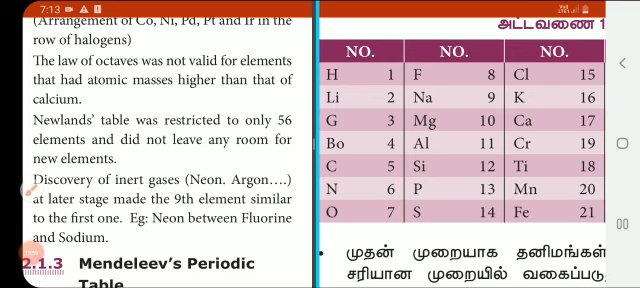 7:13
(Arrangement of Co, Ni, Pd, Pt and Ir in the
row of halogens)
The law of octaves was not valid for elements
that had atomic masses higher than that of
calcium.
Newlands' table was restricted to only 56
elements and did not leave any room for
new elements.
Discovery of inert gases (Neon. Argon....)
at later stage made the 9th element similar
to the first one. Eg: Neon between Fluorine
and Sodium.
2.1.3 Mendeleev's Periodic
Table
அட்டவணை 1
NO. NO. NO.
H 1 F 8 Cl 15
Li 2 Na 9 K 16
G 3 Mg 10 Ca 17
Bo 4 Al 11 Cr 19
C 5 Si 12 Ti 18
N 6 P 13 Mn 20
O 7 S 14 Fe 21
• முதன் முறையாக தனிமங்கள்
சரியான முறையில் வகைப்படு